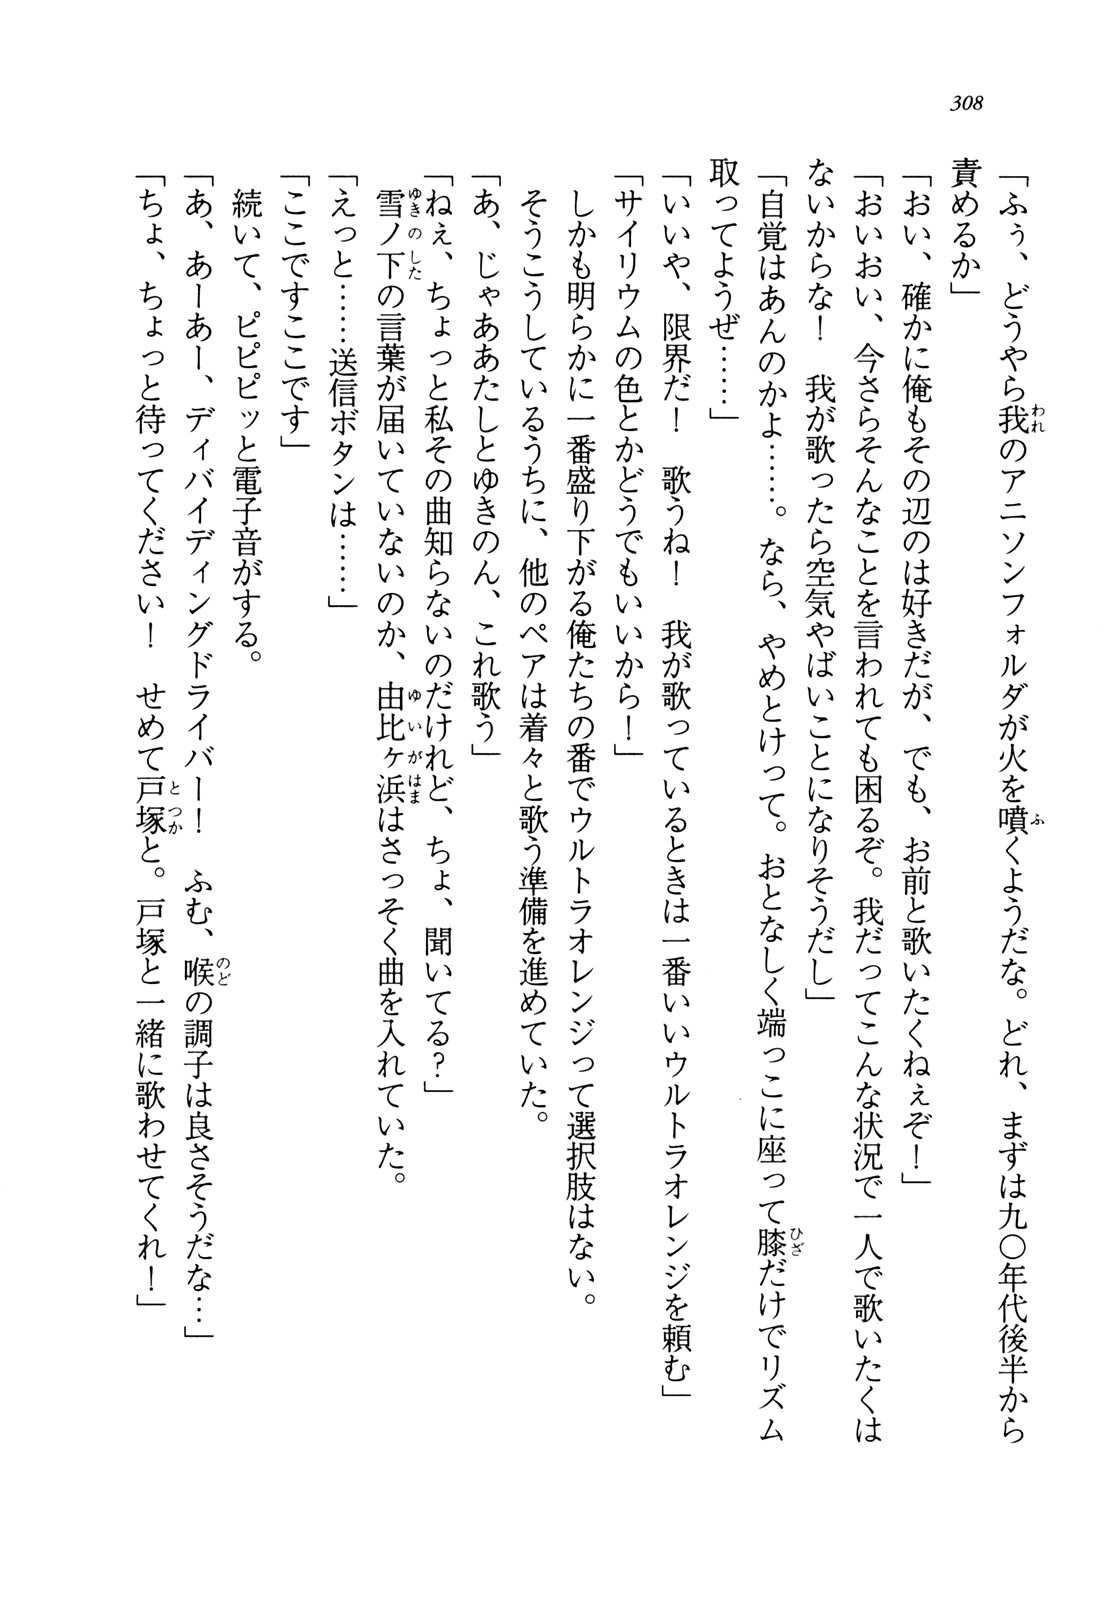 308
「ふぅ、どうやら我のアニソンフォルダが火を噴くようだな。どれ、まずは九〇年代後半から
責めるか」
「おい、確かに俺もその辺のは好きだが、でも、お前と歌いたくねぇぞ！」
「おいおい、今さらそんなことを言われても困るぞ。我だってこんな状況で一人で歌いたくは
ないからな！　我が歌ったら空気やばいことになりそうだし」
「自覚はあんのかよ……。なら、やめとけって。おとなしく端っこに座って膝だけでリズム
取ってようぜ……」
「いいや、限界だ！　歌うね！　我が歌っているときは一番いいウルトラオレンジを頼む」
「サイリウムの色とかどうでもいいから！」
しかも明らかに一番盛り下がる俺たちの番でウルトラオレンジって選択肢はない。
そうこうしているうちに、他のペアは着々と歌う準備を進めていた。
「あ、じゃああたしとゆきのん、これ歌う」
「ねぇ、ちょっと私その曲知らないのだけれど、ちょ、聞いてる？」
雪ノ下の言葉が届いていないのか、由比ヶ浜はさっそく曲を入れていた。
「えっと……送信ボタンは……」
「ここですここです」
続いて、ピピピッと電子音がする。
「あ、あーあー、ディバイディングドライバー！　ふむ、喉の調子は良さそうだな…」
「ちょ、ちょっと待ってください！　せめて戸塚と。戸塚と一緒に歌わせてくれ！」